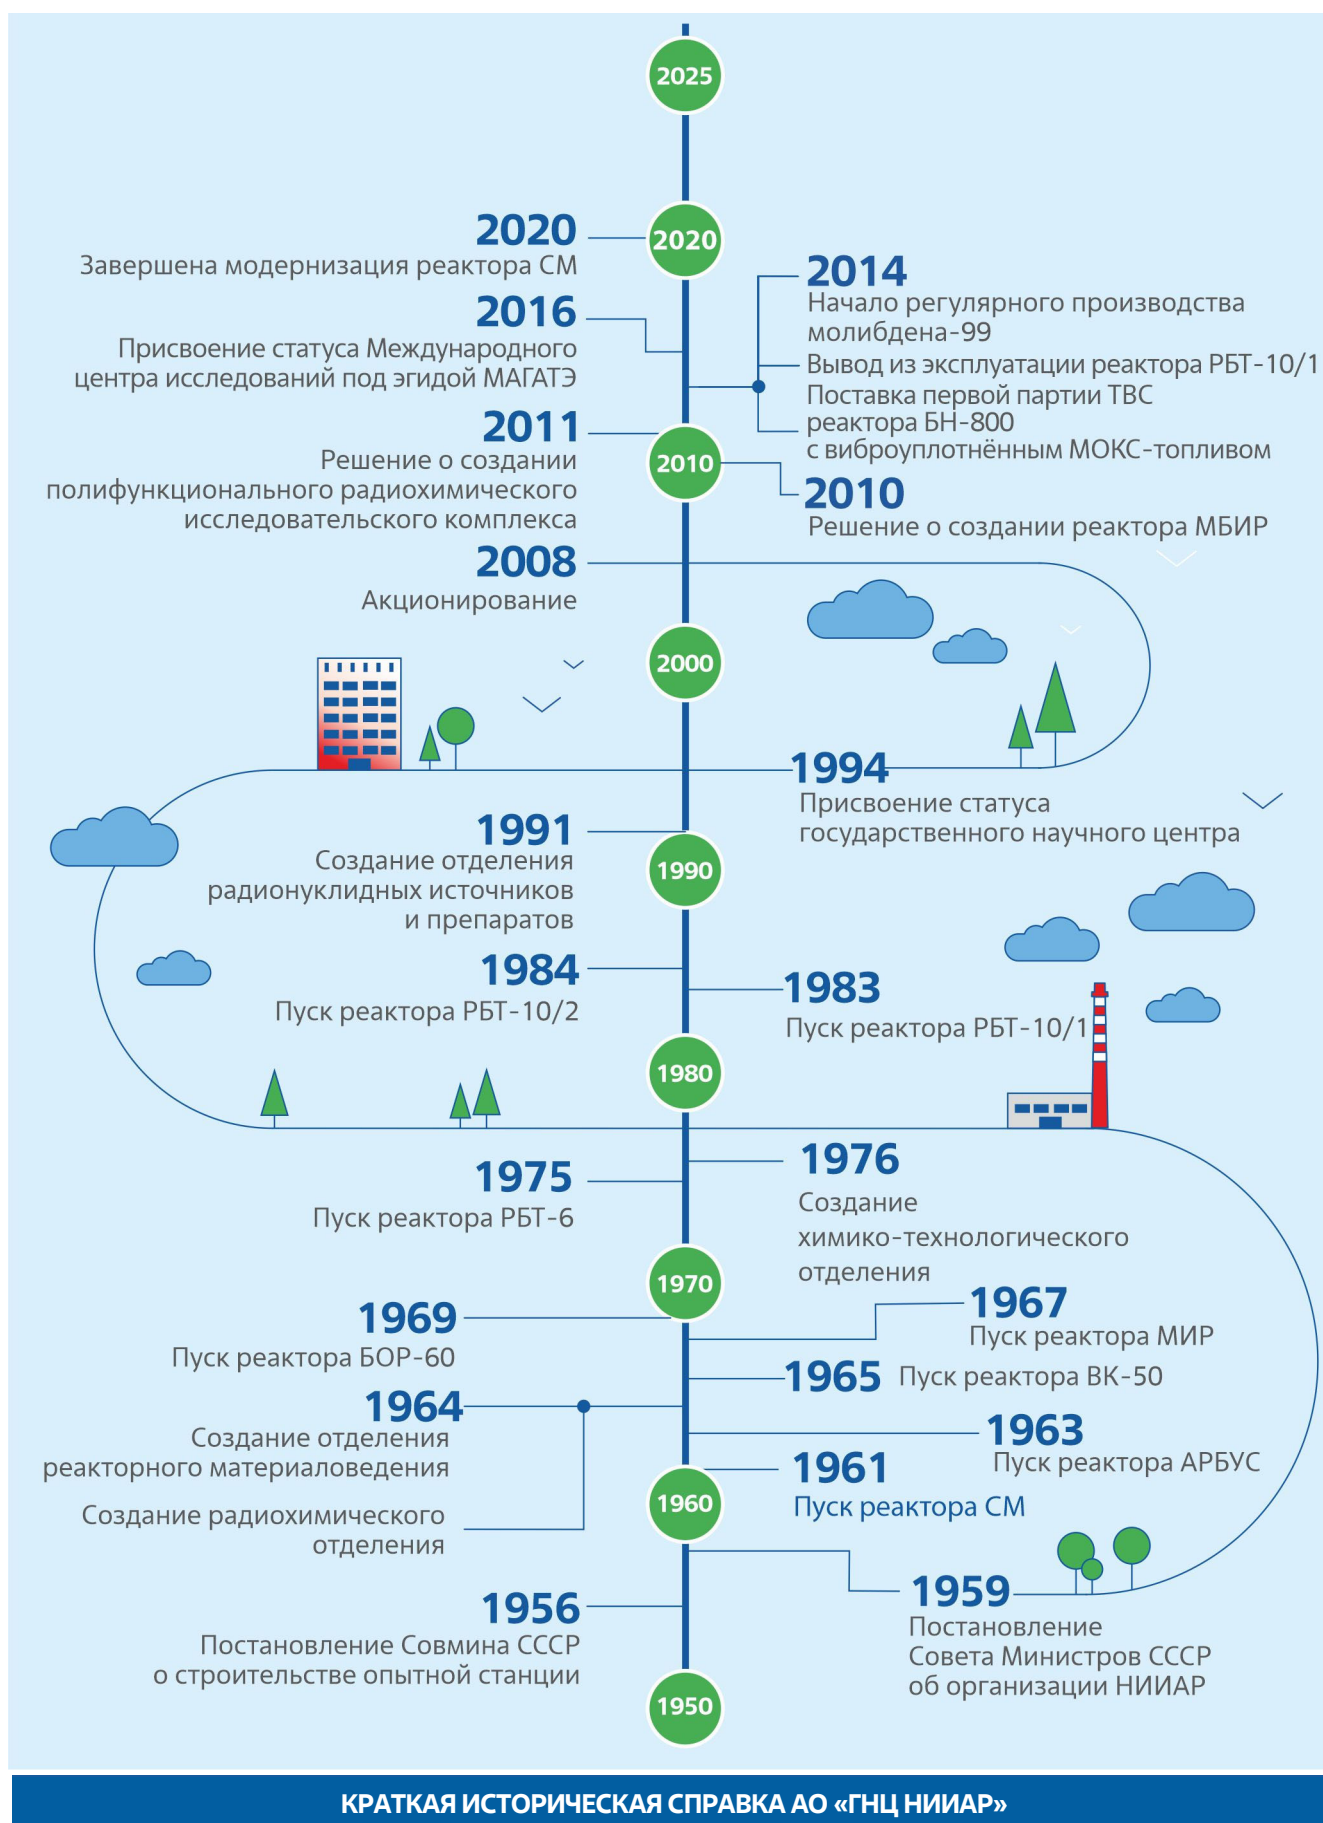 2025
2020
2020
Завершена модернизация реактора СМ
2014
Начало регулярного производства
молибдена-99
Вывод из эксплуатации реактора РБТ-10/1
Поставка первой партии ТВС
реактора БН-800
с виброуплотнённым МОКС-топливом
2016
Присвоение статуса Международного
центра исследований под эгидой МАГАТЭ
2011
Решение о создании
полифункционального радиохимического
исследовательского комплекса
2010
2010
Решение о создании реактора МБИР
2008
Акционирование
2000
1994
Присвоение статуса
государственного научного центра
1991
Создание отделения
радионуклидных источников
и препаратов
1990
1984
Пуск реактора РБТ-10/2
1983
Пуск реактора РБТ-10/1
1980
1976
Создание
химико-технологического
отделения
1975
Пуск реактора РБТ-6
1970
1969
Пуск реактора БОР-60
1967
Пуск реактора МИР
1965 Пуск реактора ВК-50
1964
Создание отделения
реакторного материаловедения
Создание радиохимического
отделения
1963
Пуск реактора АРБУС
1961
Пуск реактора СМ
1960
1959
Постановление
Совета Министров СССР
об организации НИИАР
1956
Постановление Совмина СССР
о строительстве опытной станции
1950
КРАТКАЯ ИСТОРИЧЕСКАЯ СПРАВКА АО «ГНЦ НИИАР»